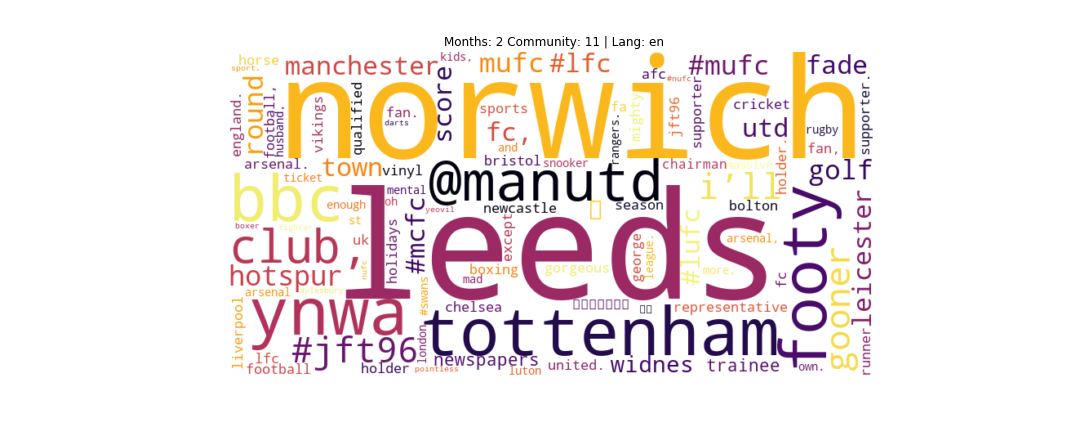 Months: 2 Community: 11 | Lang: en
horse
sport.
manchester
kids,
mufc
#lfc
afc
#nufc
#mufc
fade
norwich
england.
round
football,
husband,
vikings
qualified
fan.
darts
score
sports
fc,
and
fa
rangers.
mighty
jft96
supporter
cricket
utd
rugby
fan,
supporter.
arsenal.
ticket
town
vinyl
bristol
snooker
chairman
massive
holder.
golf
bbc
enough
mental
oh
@manutd
i'll
boxer
fighter
st
yeovil
newcastle
season
bolton
club,
uk
holidays
#mcfc
leeds
except
george
league.
#lufc
arsenal,
footy
gooner
leicester
hotspur
nufc
boxing
mad
gorgeous
more.
fc
arsenal
aylesbury
#swans
chelsea
representative
liverpool
ynwa
tottenham
runner
#jft96
london
lfc
football
holder
newspapers
pointless
luton
united.
widnes
trainee
own.